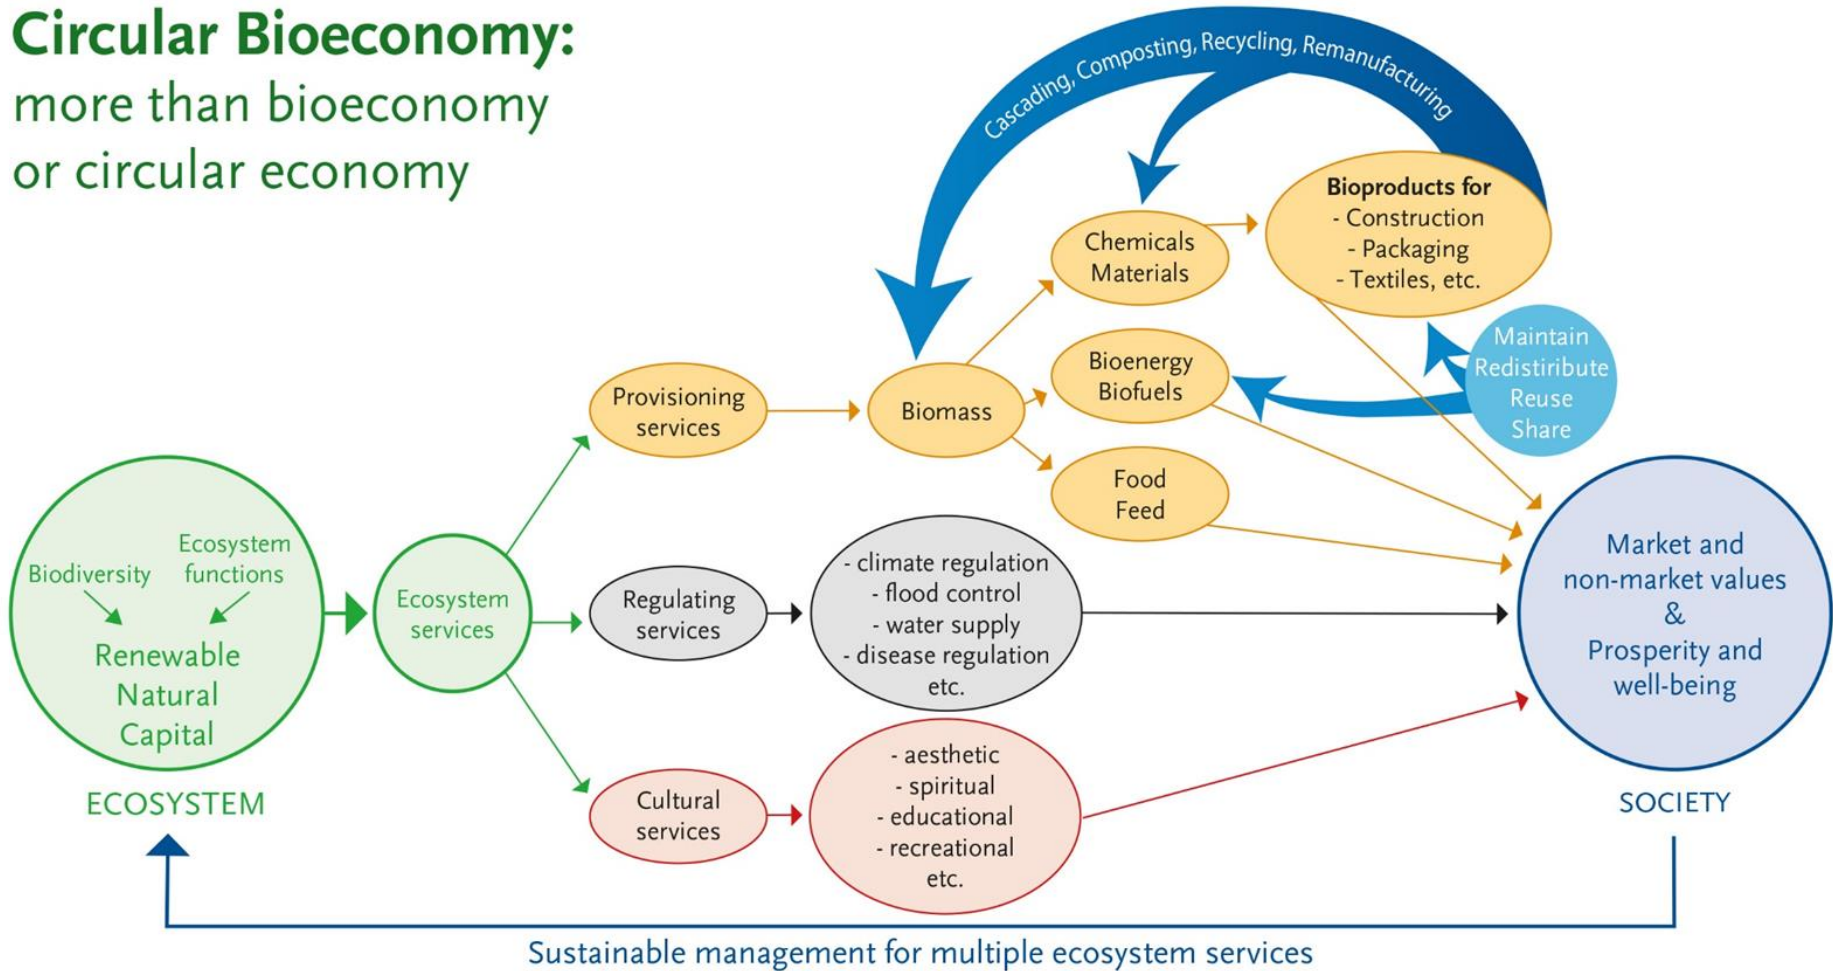 Circular Bioeconomy:
more than bioeconomy
or circular economy
Cascading, Composting, Recycling, Remanufacturing
Bioproducts for
- Construction
- Packaging
- Textiles, etc.
Chemicals
Materials
Maintain
Redistiribute
Reuse
Share
Bioenergy
Biofuels
Provisioning
services
Biomass
Food
Feed
Biodiversity
Ecosystem
functions
Renewable
Natural
Capital
ECOSYSTEM
Ecosystem
services
Regulating
services
- climate regulation
- flood control
- water supply
- disease regulation
etc.
Cultural
services
- aesthetic
- spiritual
- educational
- recreational
etc.
Market and
non-market values
&
Prosperity and
well-being
SOCIETY
Sustainable management for multiple ecosystem services